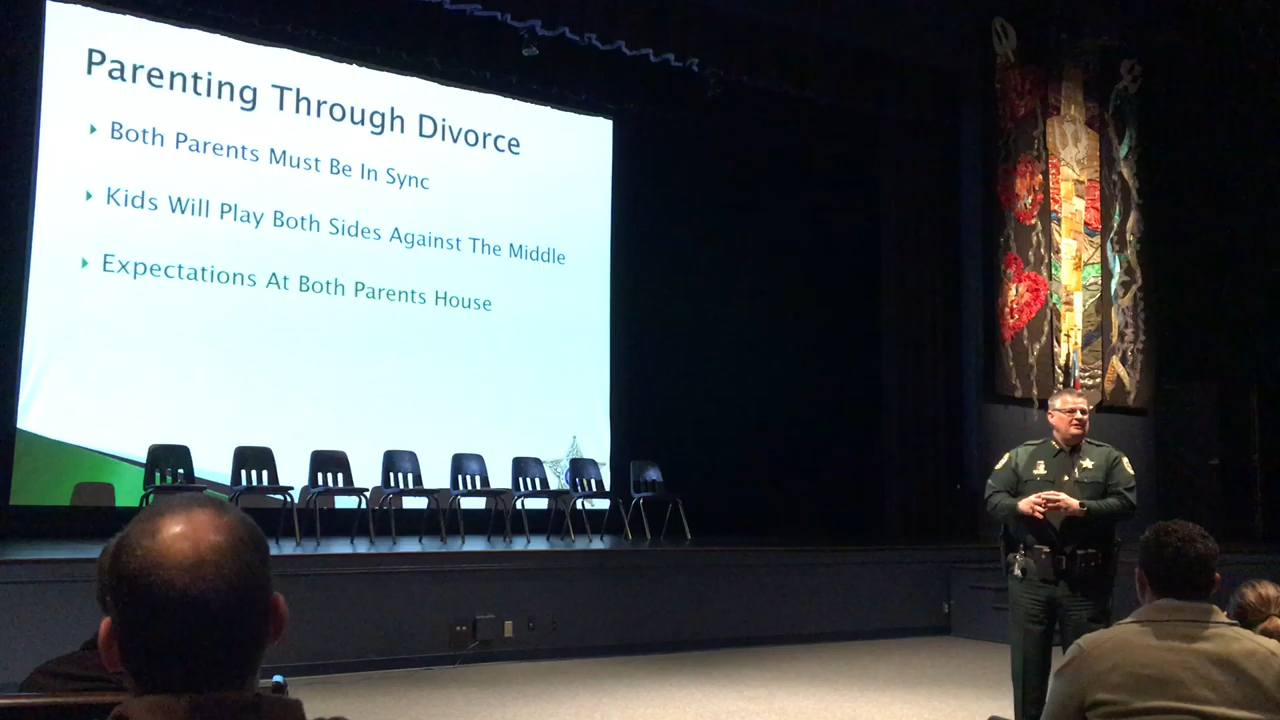 Parenting Through Divorce
Both Parents Must Be In Sync
Kids Will Play Both Sides Against The Middle
Expectations At Both Parents House